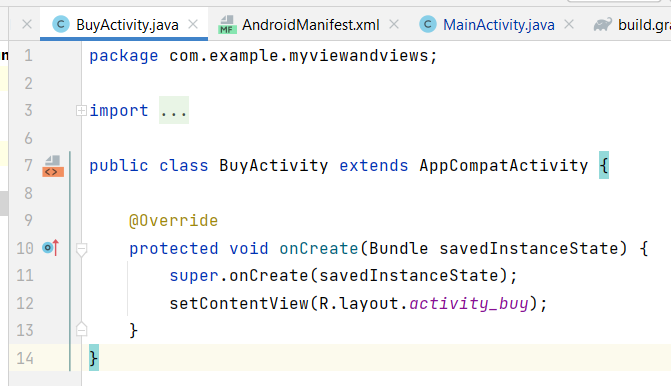 BuyActivity.java AndroidManifest.xml MainActivity.java build.gra
1 package com.example.myviewandviews;
2
3 import ...
6
7 public class BuyActivity extends AppCompatActivity {
8
9 @Override
10 protected void onCreate(Bundle savedInstanceState) {
11 super.onCreate(savedInstanceState);
12 setContentView(R.layout.activity_buy);
13 }
14 }